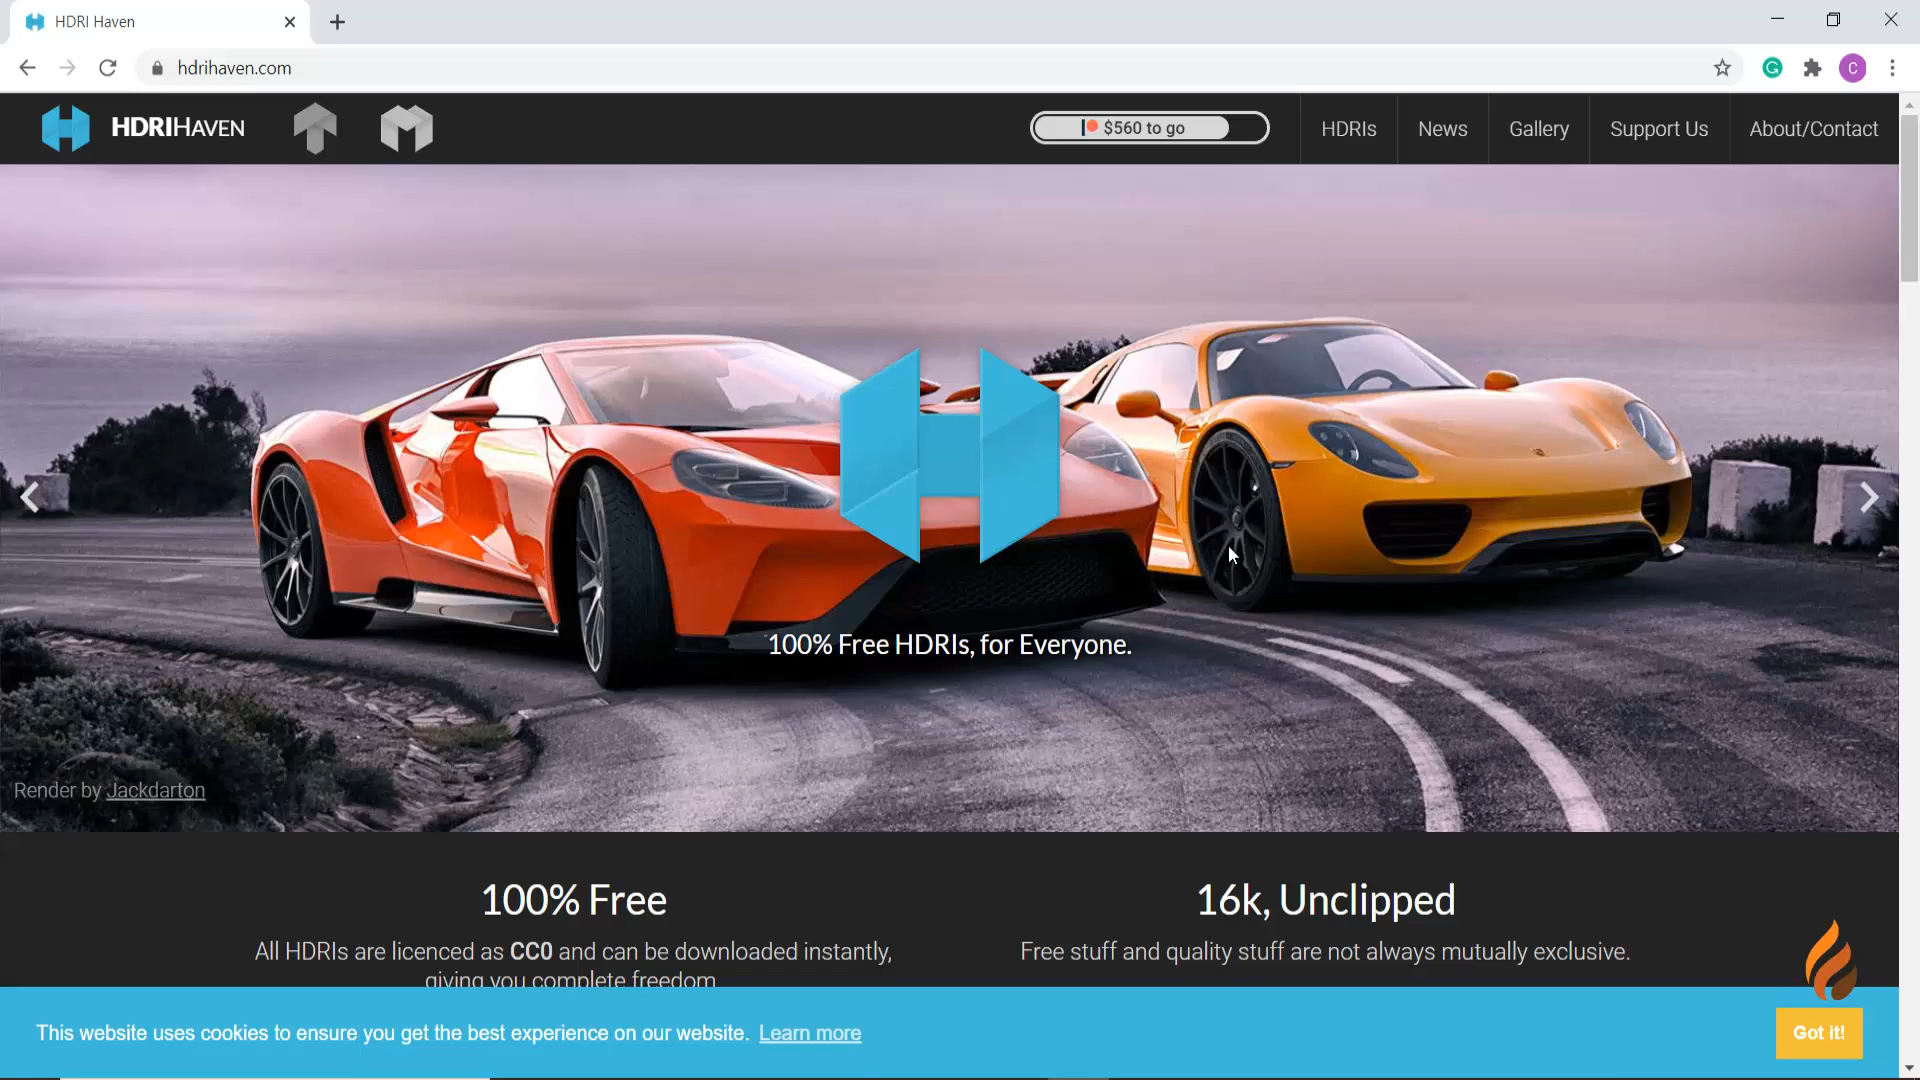 HDRI Haven
hdrihaven.com
C
HDRIHAVEN
$560 to go
HDRIs
News
Gallery
Support Us
About/Contact
100% Free HDRIs, for Everyone.
Render by Jackdarton
100% Free
All HDRIs are licenced as CC0 and can be downloaded instantly,
giving you complete freedom
16k, Unclipped
Free stuff and quality stuff are not always mutually exclusive.
This website uses cookies to ensure you get the best experience on our website. Learn more
Got it!